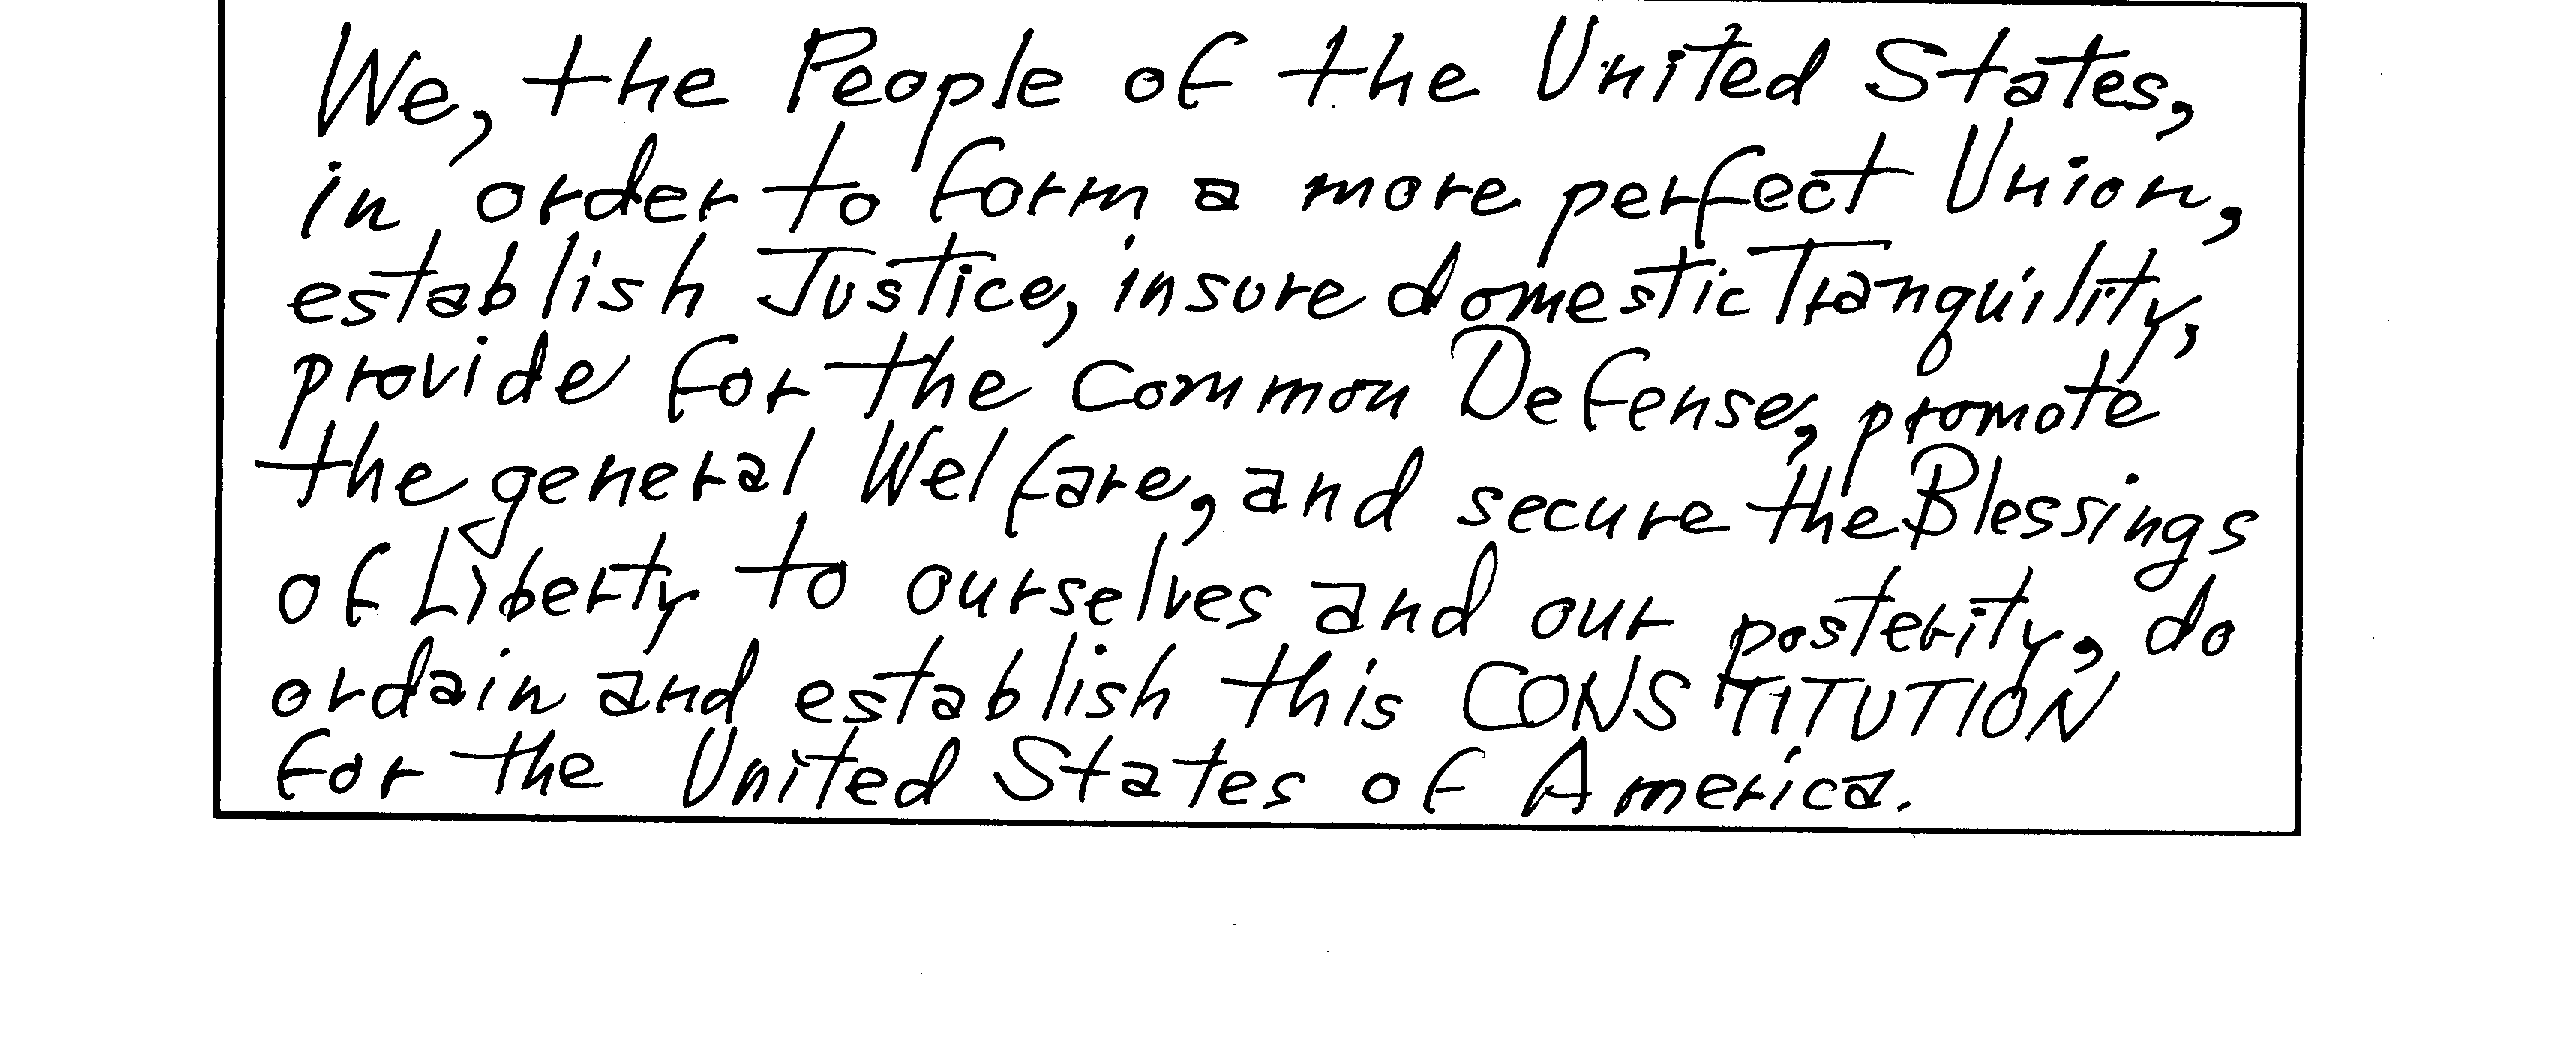 We, the People of the United States,
in order to form a more perfect Union,
establish Justice, insure domestic Tranquility,
provide for the Common Defense, promote
the general Welfare, and secure the Blessings
of Liberty to ourselves and our posterity, do
ordain and establish this CONSTITUTION
for the United States of America.